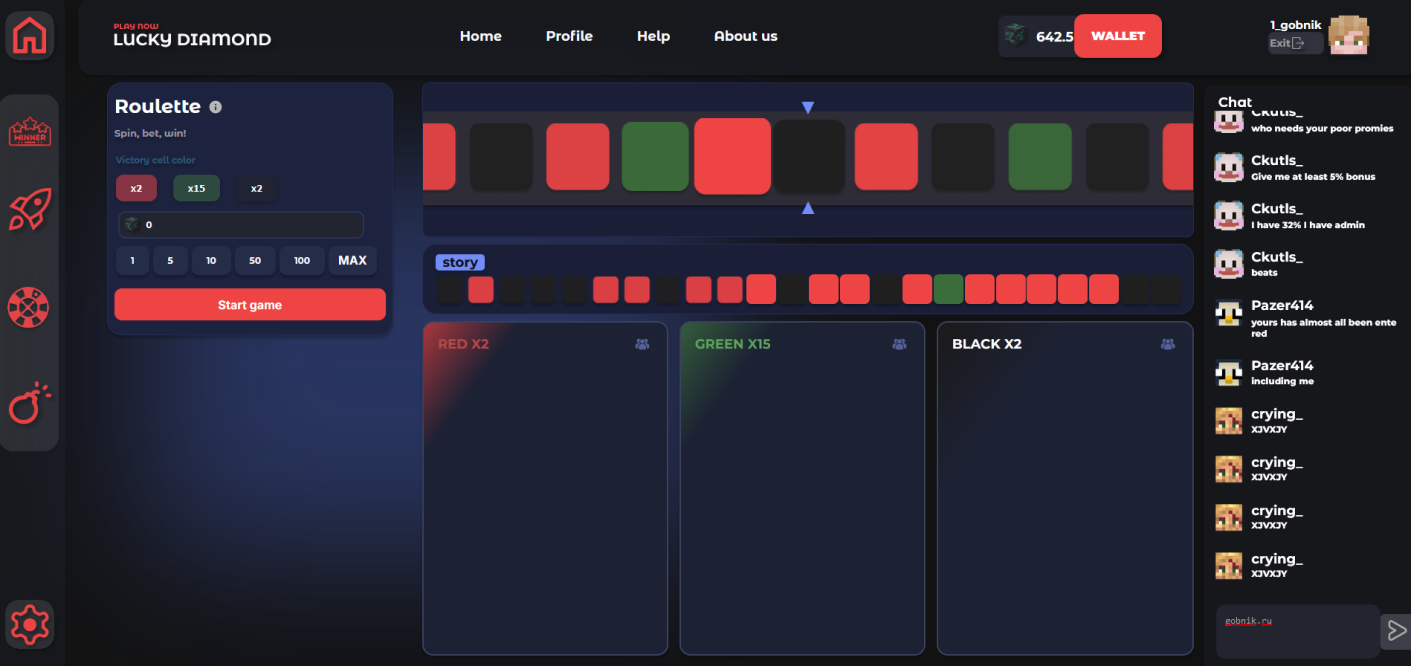 PLAY NOW
LUCKY DIAMOND
Home
Profile
Help
About us
642.5
WALLET
1_gobnik
Exit
WINNER
Roulette
Spin, bet, win!
Victory cell color
x2
x15
x2
0
1
5
10
50
100
MAX
Start game
story
RED X2
GREEN X15
BLACK X2
Chat
Ckutls_
who needs your poor promies
Ckutls_
Give me at least 5% bonus
Ckutls_
I have 32% I have admin
Ckutls_
beats
Pazer414
yours has almost all been ente
red
Pazer414
including me
crying_
XJVXJY
crying_
XJVXJY
crying_
XJVXJY
crying_
XJVXJY
gobnik.ru